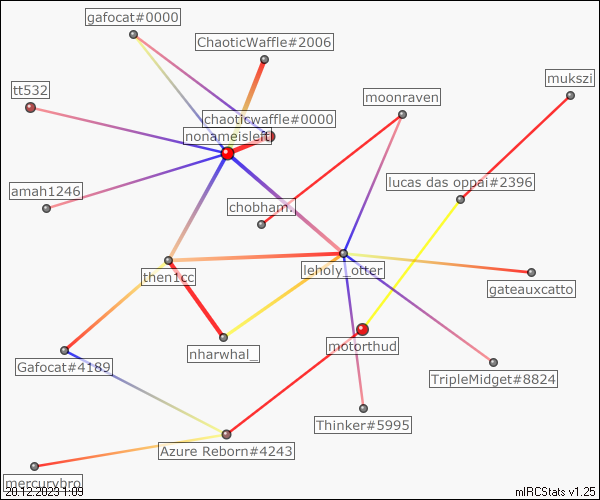 gafocat#0000
ChaoticWaffle#2006
mukszi
tt532
moonraven
chaoticwaffle#0000
nonameisleft
lucas das oppai#2396
amah1246
chobham.
leholy_otter
then1cc
gateauxcatto
nharwhal_
motorthud
Gafocat#4189
TripleMidget#8824
Thinker#5995
Azure Reborn#4243
mercurybro
20.12.2023 1:09
mIRCStats v1.25